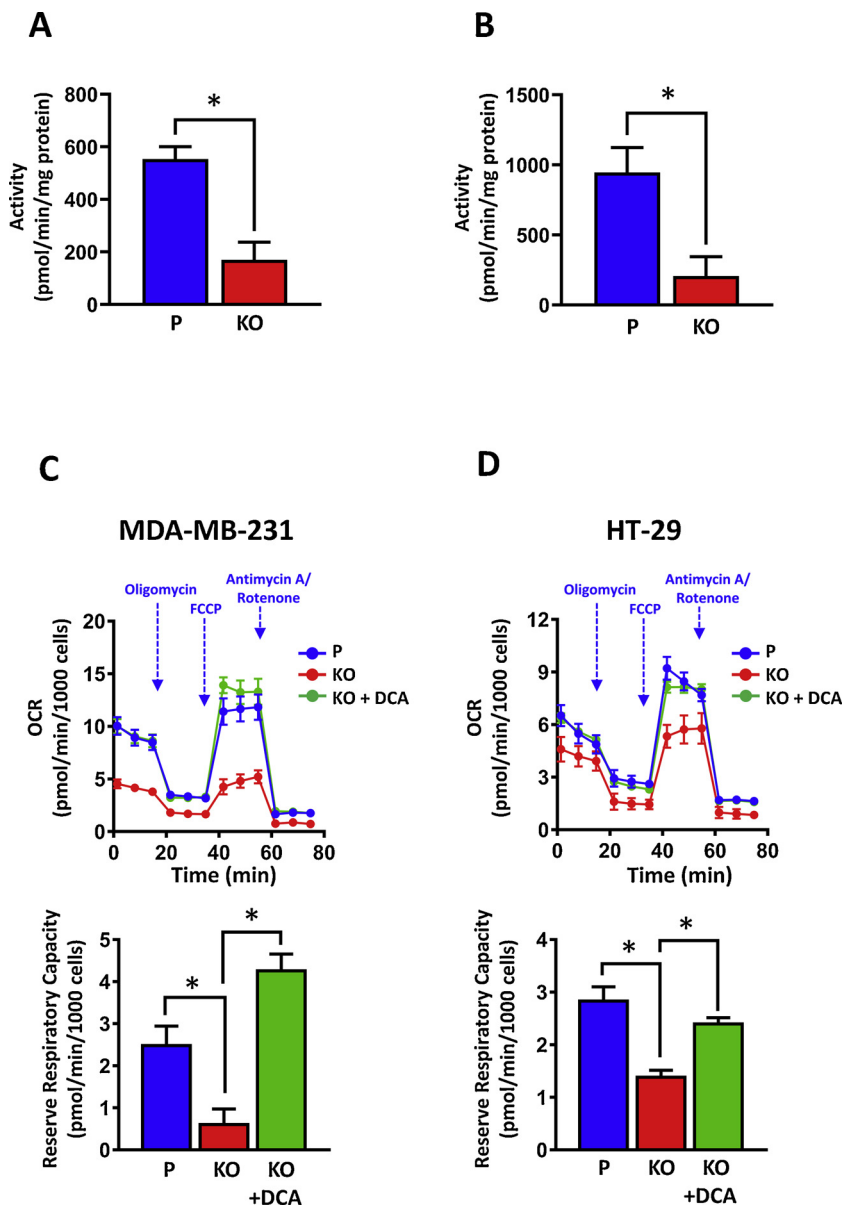 A
Activity
(pmol/min/mg protein)
800
600
400
200
0
*
P
KO
B
Activity
(pmol/min/mg protein)
1500
1000
500
0
*
P
KO
C
MDA-MB-231
Oligomycin
FCCP
Antimycin A/
Rotenone
OCR
(pmol/min/1000 cells)
20
15
10
5
0
P
KO
KO + DCA
0
20
40
60
80
Time (min)
Reserve Respiratory Capacity
(pmol/min/1000 cells)
5
4
3
2
1
0
*
*
P
KO
KO
+DCA
D
HT-29
Oligomycin
FCCP
Antimycin A/
Rotenone
OCR
(pmol/min/1000 cells)
12
9
6
3
0
P
KO
KO + DCA
0
20
40
60
80
Time (min)
Reserve Respiratory Capacity
(pmol/min/1000 cells)
4
3
2
1
0
*
*
P
KO
KO
+DCA